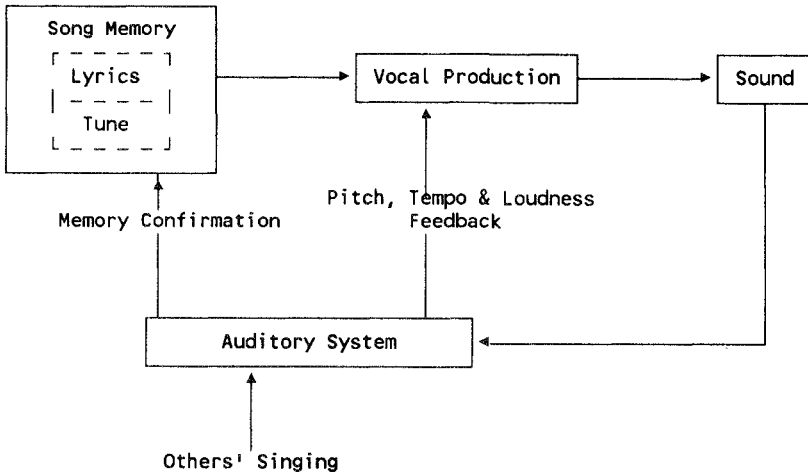 Song Memory
Lyrics
Tune
Vocal Production
Sound
Memory Confirmation
Pitch, Tempo & Loudness
Feedback
Auditory System
Others' Singing